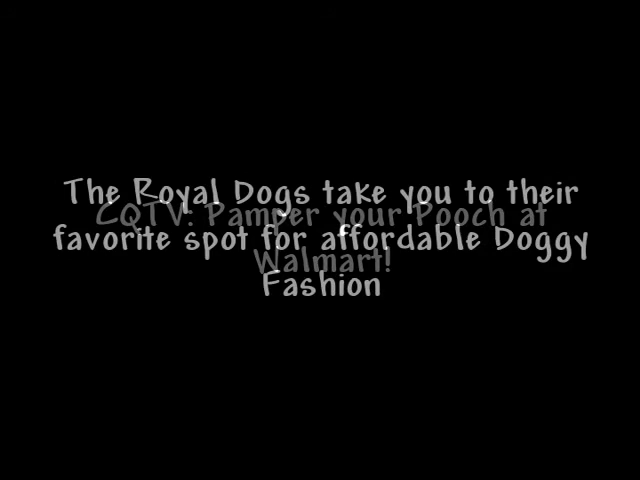 The Royal Dogs take you to their
CQTV: Pamper your Pooch at
favorite spot for affordable Doggy
Walmart!
Fashion